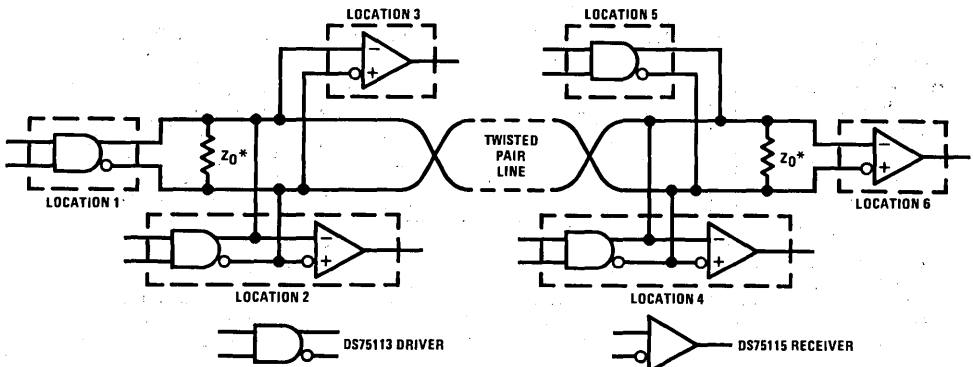 LOCATION 3
LOCATION 5
LOCATION 1
Z0*
TWISTED
PAIR
LINE
Z0*
LOCATION 6
LOCATION 2
LOCATION 4
DS75113 DRIVER
DS75115 RECEIVER